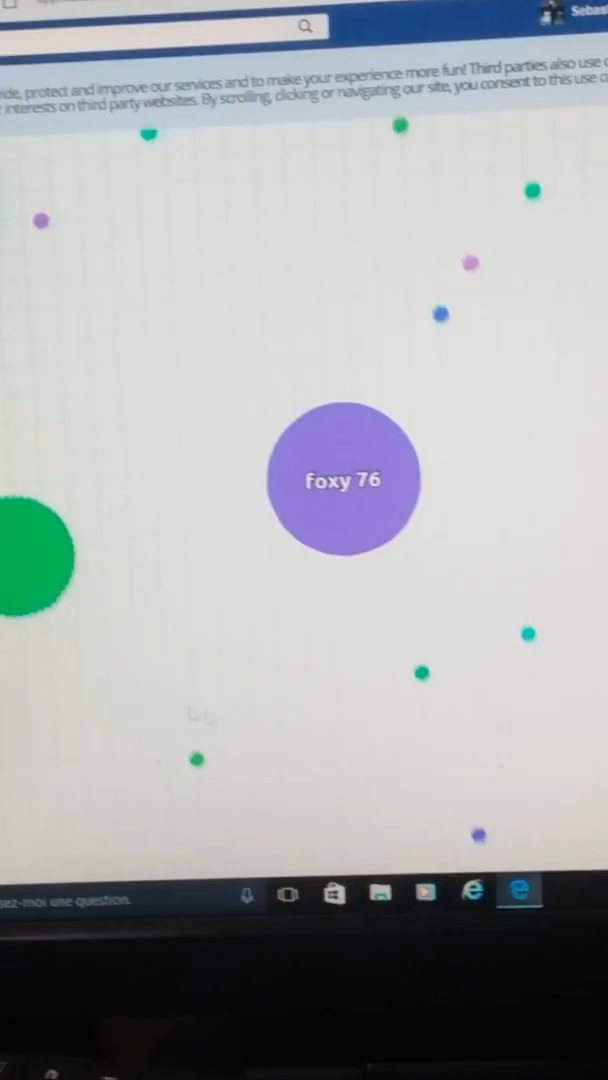 Sebas
ide, protect and improve our services and to make your experience more fun! Third parties also use
interests on third party websites. By scrolling, clicking or navigating our site, you consent to this use
foxy 76
sez-moi une question.